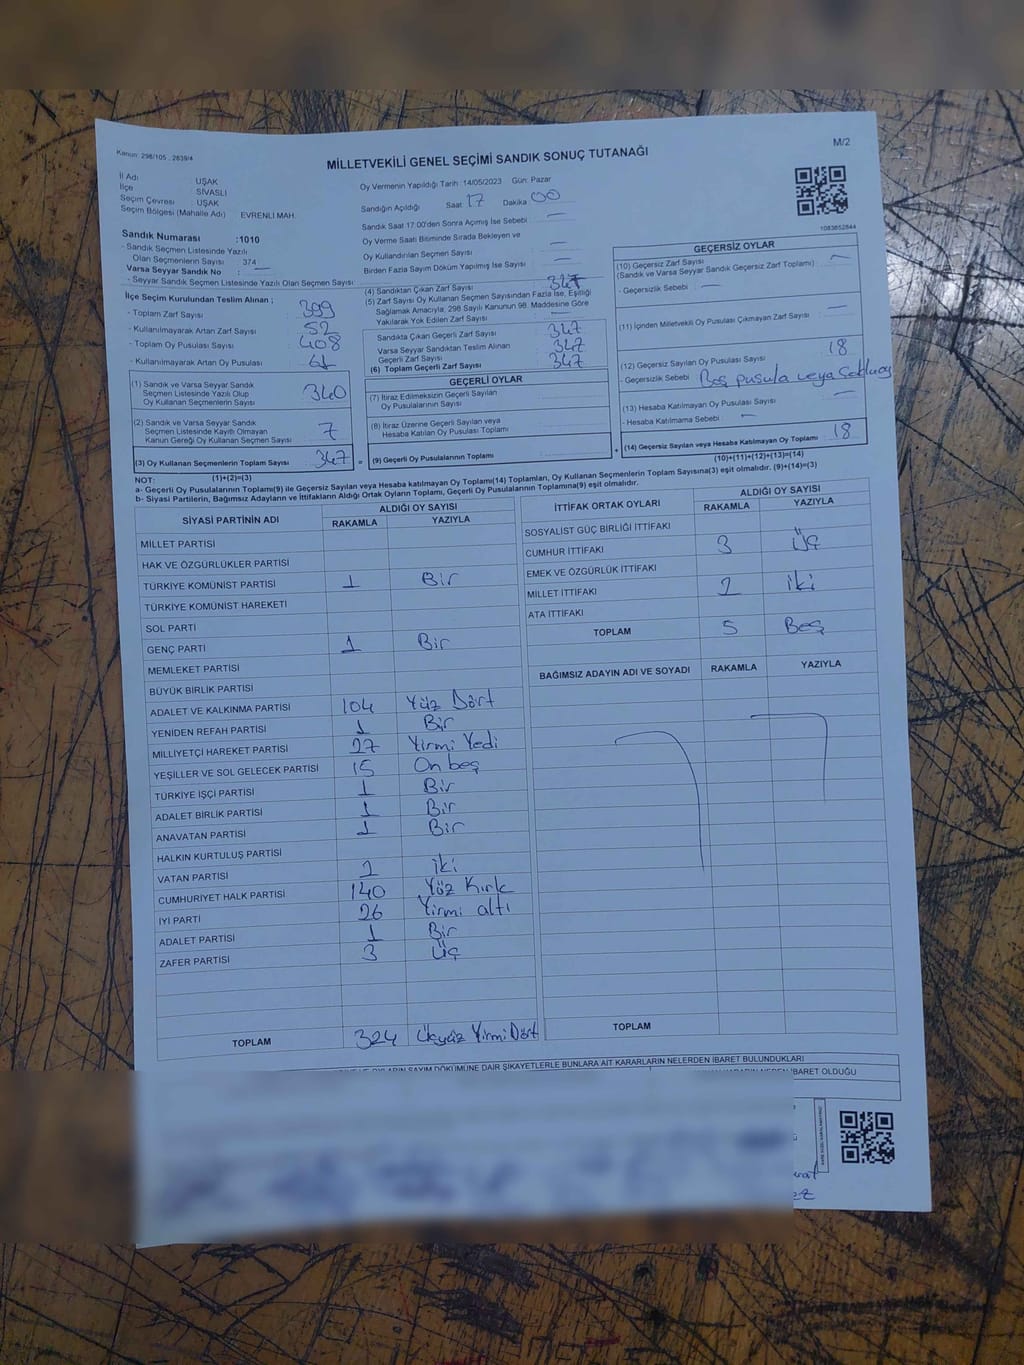 Kanun: 298/105 , 2839/4
M/2
MİLLETVEKİLİ GENEL SEÇİMİ SANDIK SONUÇ TUTANAĞI
İl Adı : UŞAK
İlçe : SİVASLI
Seçim Çevresi : UŞAK
Seçim Bölgesi (Mahalle Adı) EVRENLİ MAH.
Oy Vermenin Yapıldığı Tarih :14/05/2023 Gün: Pazar
Sandığın Açıldığı Saat 17 Dakika 00
Sandık Saat 17:00'den Sonra Açılmış İse Sebebi : —
Oy Verme Saati Bitiminde Sırada Bekleyen ve
Oy Kullandırılan Seçmen Sayısı : —
Birden Fazla Sayım Döküm Yapılmış İse Sayısı : —
1083652844
Sandık Numarası :1010
- Sandık Seçmen Listesinde Yazılı
Olan Seçmenlerin Sayısı 374
Varsa Seyyar Sandık No : —
- Seyyar Seçmen Listesinde Yazılı Olan Seçmen Sayısı:
İlçe Seçim Kurulundan Teslim Alınan ;
- Toplam Zarf Sayısı 399
- Kullanılmayarak Artan Zarf Sayısı 52
- Toplam Oy Pusulası Sayısı 408
- Kullanılmayarak Artan Oy Pusulası 61
(1) Sandık ve Varsa Seyyar Sandık
Seçmen Listesinde Yazılı Olup
Oy Kullanan Seçmenlerin Sayısı 340
(2) Sandık ve Varsa Seyyar Sandık
Seçmen Listesinde Kayıtlı Olmayan
Kanun Gereği Oy Kullanan Seçmen Sayısı 7
(3) Oy Kullanan Seçmenlerin Toplam Sayısı 347 =
(1)+(2)=(3)
(4) Sandıktan Çıkan Zarf Sayısı 347
(5) Zarf Sayısı Oy Kullanan Seçmen Sayısından Fazla İse, Eşitliği
Sağlamak Amacıyla; 298 Sayılı Kanunun 98. Maddesine Göre
Yakılarak Yok Edilen Zarf Sayısı : —
Sandıkta Çıkan Geçerli Zarf Sayısı 347
Varsa Seyyar Sandıktan Teslim Alınan
Geçerli Zarf Sayısı 347
(6) Toplam Geçerli Zarf Sayısı 347
GEÇERLİ OYLAR
(7) İtiraz Edilmeksizin Geçerli Sayılan
Oy Pusulalarının Sayısı
(8) İtiraz Üzerine Geçerli Sayılan veya
Hesaba Katılan Oy Pusulası Toplamı
(9) Geçerli Oy Pusulalarının Toplamı +
GEÇERSİZ OYLAR
(10) Geçersiz Zarf Sayısı —
(Sandık ve Varsa Seyyar Sandık Geçersiz Zarf Toplamı)
- Geçersizlik Sebebi : —
(11) İçinden Milletvekili Oy Pusulası Çıkmayan Zarf Sayısı : —
(12) Geçersiz Sayılan Oy Pusulası Sayısı 18
- Geçersizlik Sebebi Boş pusula veya
(13) Hesaba Katılmayan Oy Pusulası Sayısı —
- Hesaba Katılmama Sebebi : —
(14) Geçersiz Sayılan veya Hesaba Katılmayan Oy Toplamı 18
(10)+(11)+(12)+(13)=(14)
NOT:
a- Geçerli Oy Pusulalarının Toplamı(9) ile Geçersiz Sayılan veya Hesaba katılmayan Oy Toplamı(14) Toplamları, Oy Kullanan Seçmenlerin Toplam Sayısına(3) eşit olmalıdır. (9)+(14)=(3)
b- Siyasi Partilerin, Bağımsız Adayların ve İttifakların Aldığı Ortak Oyların Toplamı, Geçerli Oy Pusulalarının Toplamına(9) eşit olmalıdır.
SİYASİ PARTİNİN ADI ALDIĞI OY SAYISI
RAKAMLA YAZIYLA
MİLLET PARTİSİ
HAK VE ÖZGÜRLÜKLER PARTİSİ
TÜRKİYE KOMÜNİST PARTİSİ 1 Bir
TÜRKİYE KOMÜNİST HAREKETİ
SOL PARTİ
GENÇ PARTİ 1 Bir
MEMLEKET PARTİSİ
BÜYÜK BİRLİK PARTİSİ
ADALET VE KALKINMA PARTİSİ 104 Yüz Dört
YENİDEN REFAH PARTİSİ 1 Bir
MİLLİYETÇİ HAREKET PARTİSİ 27 Yirmi Yedi
YEŞİLLER VE SOL GELECEK PARTİSİ 15 On beş
TÜRKİYE İŞÇİ PARTİSİ 1 Bir
ADALET BİRLİK PARTİSİ 1 Bir
ANAVATAN PARTİSİ 1 Bir
HALKIN KURTULUŞ PARTİSİ
VATAN PARTİSİ 2 iki
CUMHURİYET HALK PARTİSİ 140 Yüz Kırk
İYİ PARTİ 26 Yirmi altı
ADALET PARTİSİ 1 Bir
ZAFER PARTİSİ 3 Üç
TOPLAM 324 Üçyüz Yirmi Dört
İTTİFAK ORTAK OYLARI ALDIĞI OY SAYISI
RAKAMLA YAZIYLA
SOSYALİST GÜÇ BİRLİĞİ İTTİFAKI
CUMHUR İTTİFAKI 3 Üç
EMEK VE ÖZGÜRLÜK İTTİFAKI
MİLLET İTTİFAKI 2 iki
ATA İTTİFAKI
TOPLAM 5 Beş
BAĞIMSIZ ADAYIN ADI VE SOYADI RAKAMLA YAZIYLA
TOPLAM
SAYIM DÖKÜMÜNE DAİR ŞİKAYETLERLE BUNLARA AİT KARARLARIN NELERDEN İBARET BULUNDUKLARI
NEDEN İBARET OLDUĞU